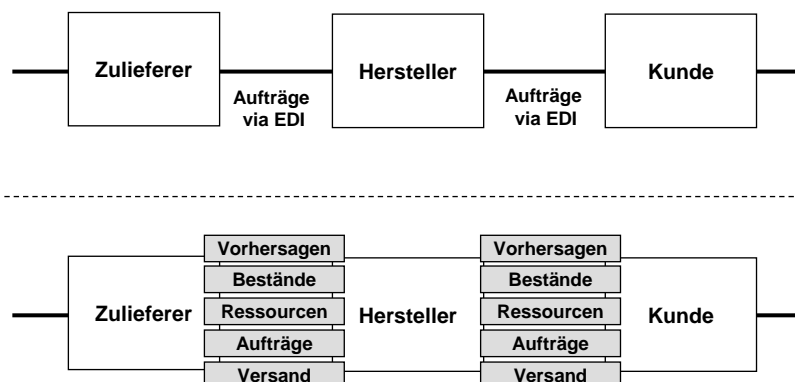 Zulieferer
Hersteller
Kunde
Aufträge
via EDI
Aufträge
via EDI
Vorhersagen
Bestände
Ressourcen
Aufträge
Versand
Vorhersagen
Bestände
Ressourcen
Aufträge
Versand
Zulieferer
Hersteller
Kunde